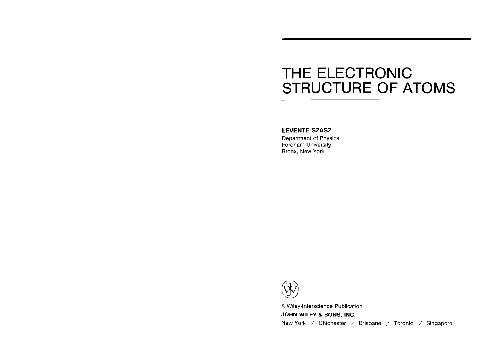 THE ELECTRONIC
STRUCTURE OF ATOMS
LEVENTE SZASZ
Department of Physics
Fordham University
Bronx, New York
A Wiley-Interscience Publication
JOHN WILEY & SONS, INC.
New York / Chichester / Brisbane / Toronto / Singapore